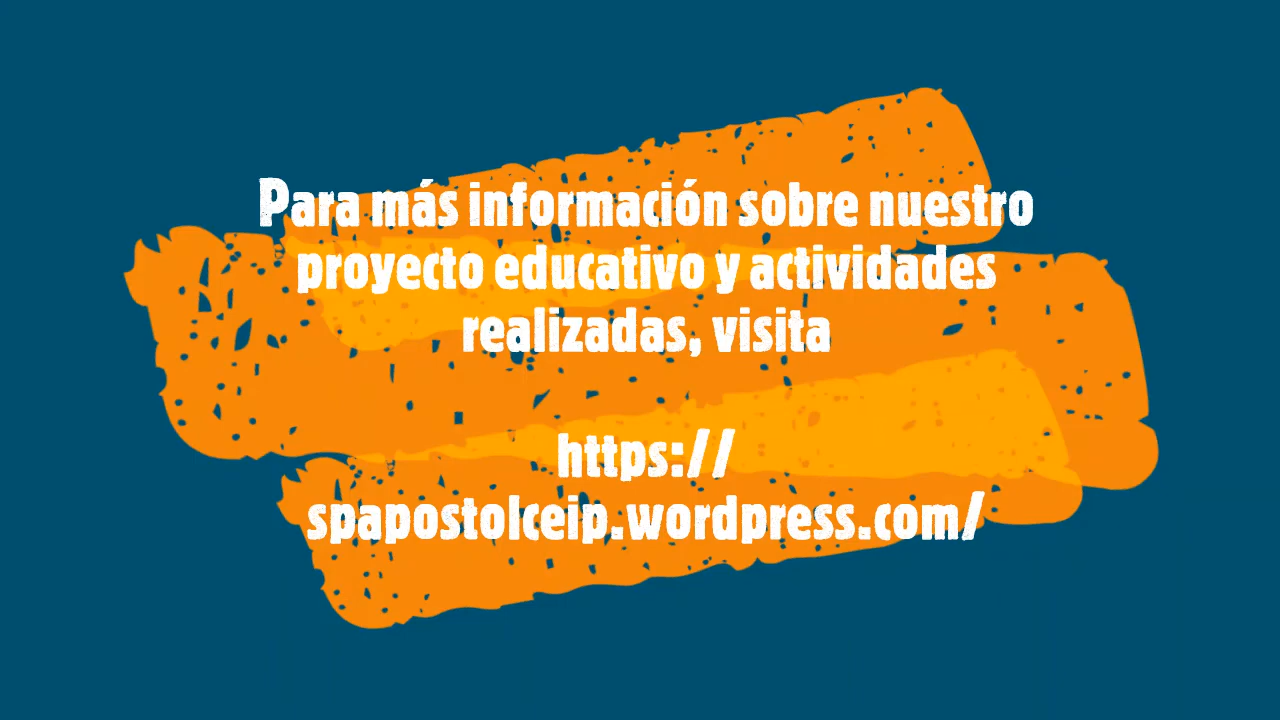 Para más información sobre nuestro
proyecto educativo y actividades
realizadas, visita
https://
spapostolceip.wordpress.com/